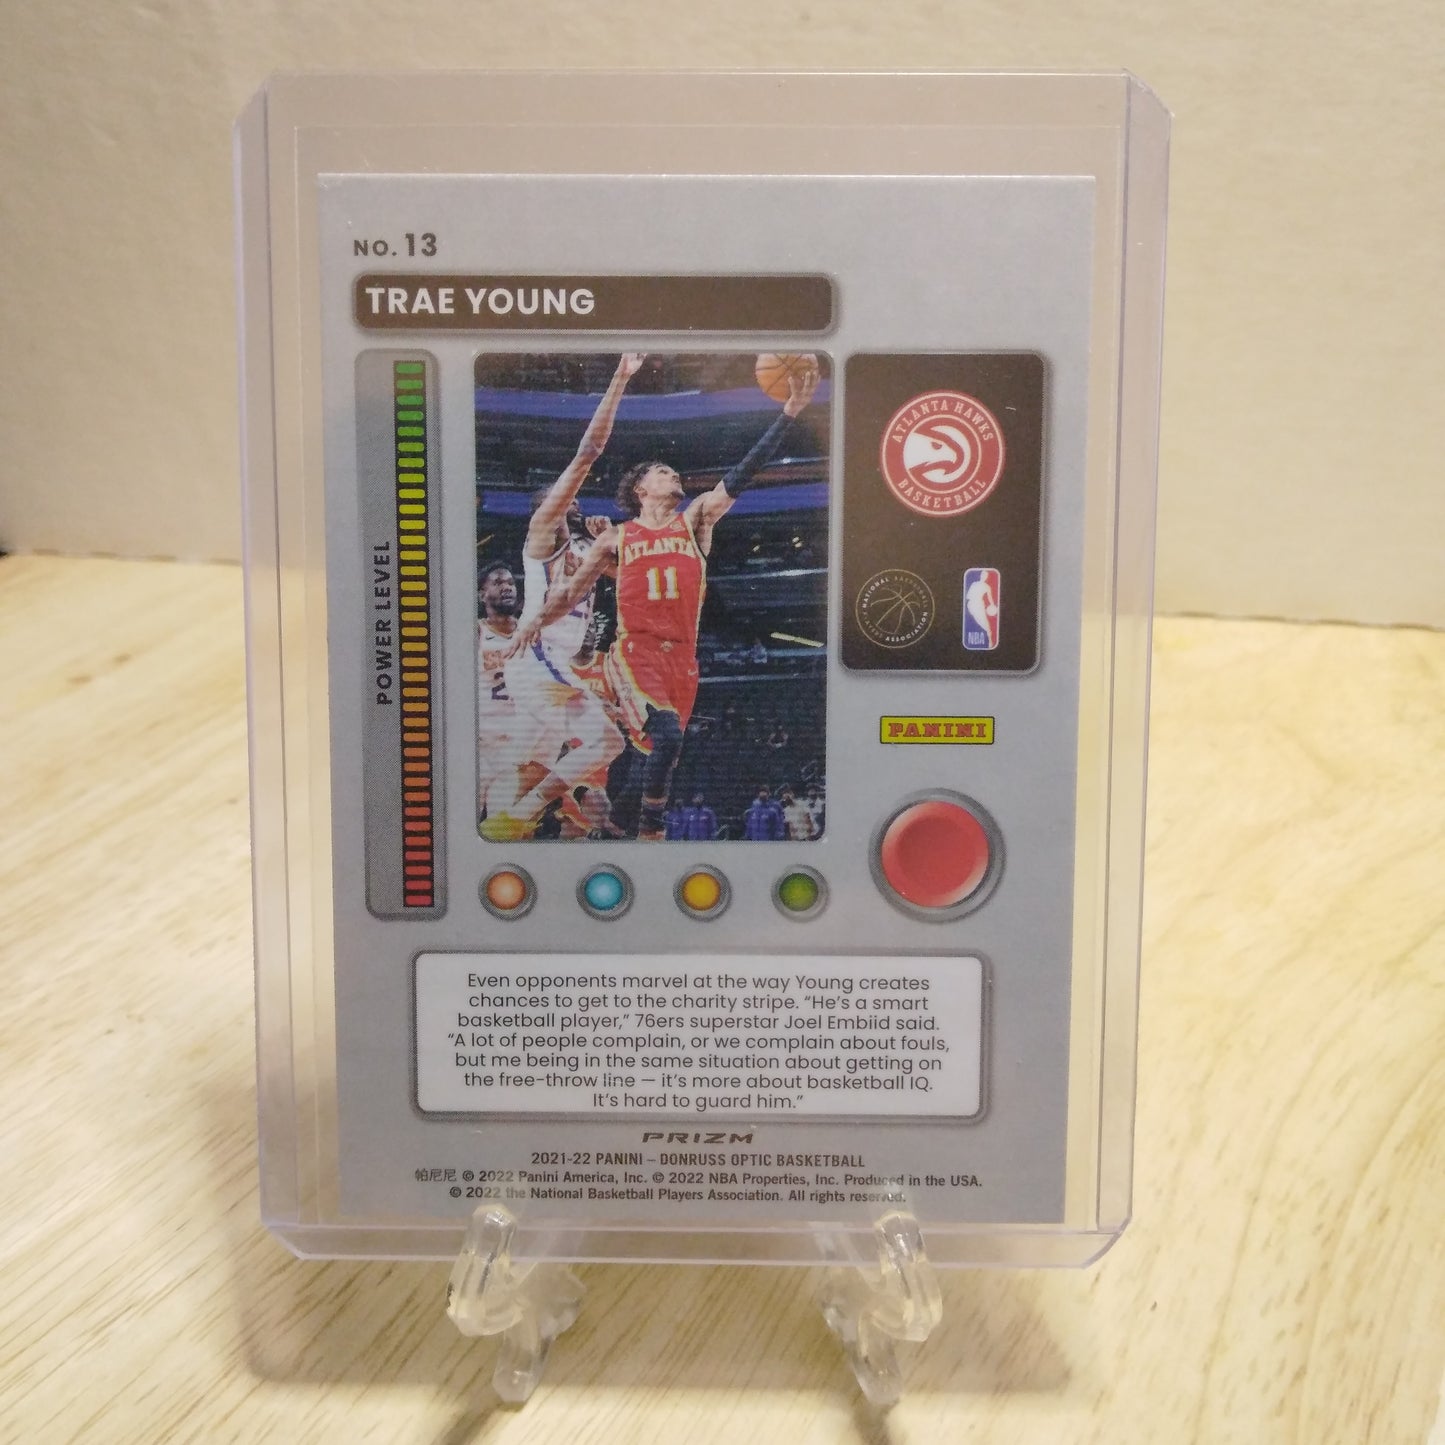 NO. 13
TRAE YOUNG
POWER LEVEL
ATLANTA
11
ATLANTA HAWKS
BASKETBALL
NATIONAL BASKETBALL
PLAYERS ASSOCIATION
NBA
PANINI
Even opponents marvel at the way Young creates
chances to get to the charity stripe. “He’s a smart
basketball player,” 76ers superstar Joel Embiid said.
“A lot of people complain, or we complain about fouls,
but me being in the same situation about getting on
the free-throw line — it’s more about basketball IQ.
It’s hard to guard him.”
PRIZM
2021-22 PANINI – DONRUSS OPTIC BASKETBALL
帕尼尼 © 2022 Panini America, Inc. © 2022 NBA Properties, Inc. Produced in the USA.
© 2022 the National Basketball Players Association. All rights reserved.